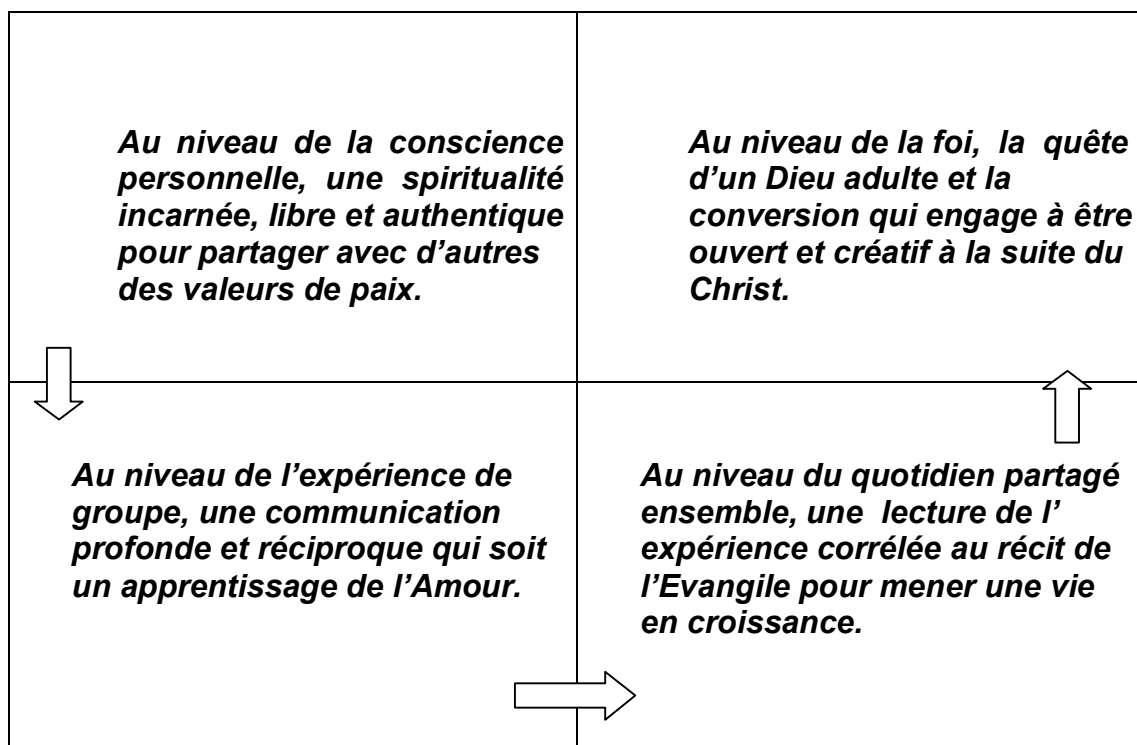 Au niveau de la conscience
personnelle, une spiritualité
incarnée, libre et authentique
pour partager avec d'autres
des valeurs de paix.
Au niveau de la foi, la quête
d’un Dieu adulte et la
conversion qui engage à être
ouvert et créatif à la suite du
Christ.
Au niveau de l’expérience de
groupe, une communication
profonde et réciproque qui soit
un apprentissage de l’Amour.
Au niveau du quotidien partagé
ensemble, une lecture de l’
expérience corrélée au récit de
l’Evangile pour mener une vie
en croissance.